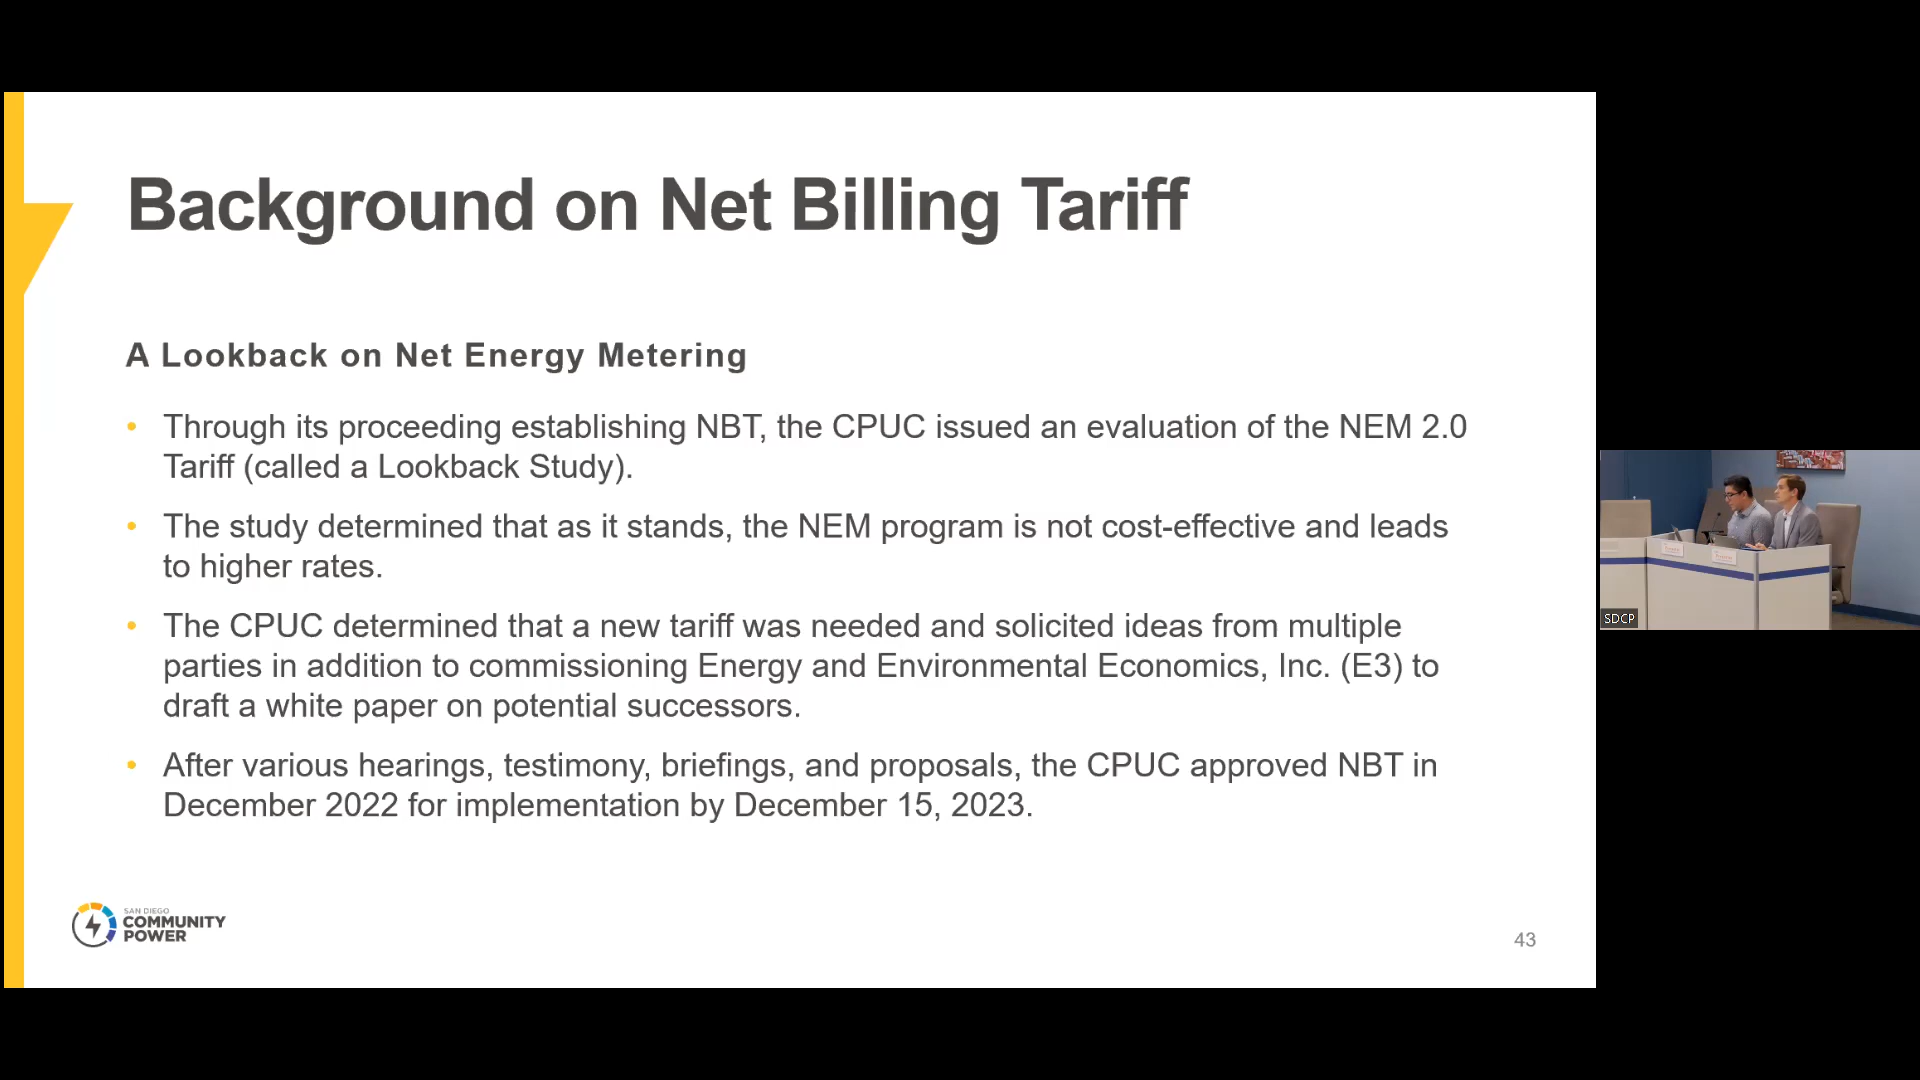 Background on Net Billing Tariff
A Lookback on Net Energy Metering
• Through its proceeding establishing NBT, the CPUC issued an evaluation of the NEM 2.0
Tariff (called a Lookback Study).
• The study determined that as it stands, the NEM program is not cost-effective and leads
to higher rates.
• The CPUC determined that a new tariff was needed and solicited ideas from multiple
parties in addition to commissioning Energy and Environmental Economics, Inc. (E3) to
draft a white paper on potential successors.
• After various hearings, testimony, briefings, and proposals, the CPUC approved NBT in
December 2022 for implementation by December 15, 2023.
SAN DIEGO
COMMUNITY
POWER
43
SDCP